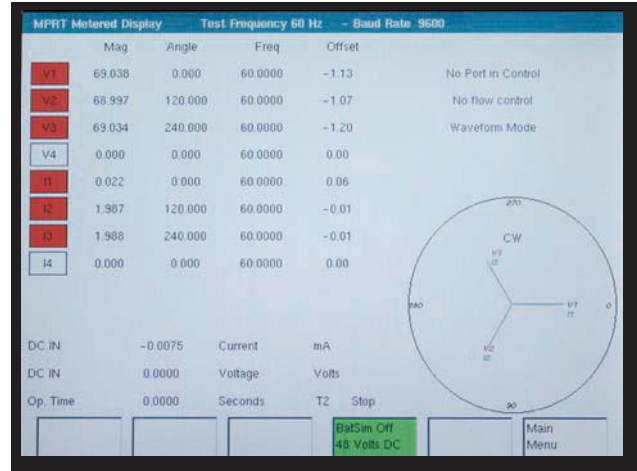 MPRT Metered Display Test Frequency 60 Hz - Baud Rate 9600
Mag Angle Freq Offset
V1 69.038 0.000 60.0000 -1.13 No Port in Control
V2 68.997 120.000 60.0000 -1.07 No flow control
V3 69.034 240.000 60.0000 -1.20 Waveform Mode
V4 0.000 0.000 60.0000 0.00
I1 0.022 0.000 60.0000 0.06
I2 1.987 120.000 60.0000 -0.01
I3 1.988 240.000 60.0000 -0.01
I4 0.000 0.000 60.0000 0.00
270
CW
V3
I3
180
V1
I1
0
V2
I2
90
DC IN -0.0075 Current mA
DC IN 0.0000 Voltage Volts
Op. Time 0.0000 Seconds T2 Stop
BatSim Off
48 Volts DC
Main
Menu